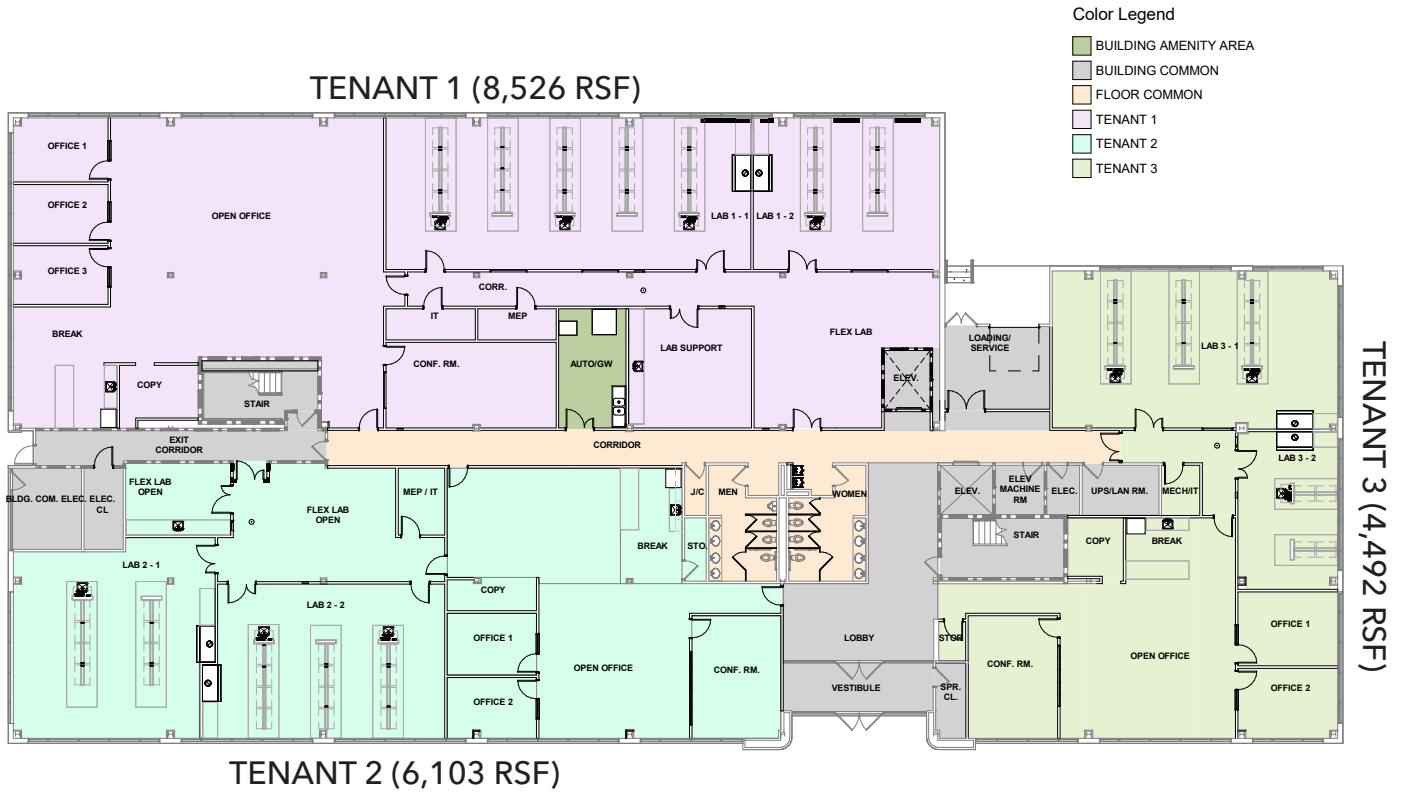 Color Legend
BUILDING AMENITY AREA
BUILDING COMMON
FLOOR COMMON
TENANT 1
TENANT 2
TENANT 3
TENANT 1 (8,526 RSF)
OFFICE 1
OFFICE 2
OFFICE 3
OPEN OFFICE
BREAK
COPY
STAIR
LAB 1 - 1
LAB 1 - 2
CORR.
IT
MEP
CONF. RM.
AUTO/GW
LAB SUPPORT
FLEX LAB
ELEV.
LOADING/
SERVICE
LAB 3 - 1
EXIT
CORRIDOR
CORRIDOR
BLDG. COM. ELEC.
ELEC.
CL
FLEX LAB
OPEN
FLEX LAB
OPEN
MEP / IT
BREAK
J/C
MEN
WOMEN
STO.
ELEV.
ELEV
MACHINE
RM
ELEC.
UPS/LAN RM.
MECH/IT
LAB 3 - 2
STAIR
COPY
BREAK
LAB 2 - 1
LAB 2 - 2
COPY
OFFICE 1
OFFICE 2
OPEN OFFICE
CONF. RM.
LOBBY
VESTIBULE
STOR
SPR.
CL.
CONF. RM.
OPEN OFFICE
OFFICE 1
OFFICE 2
TENANT 3 (4,492 RSF)
TENANT 2 (6,103 RSF)